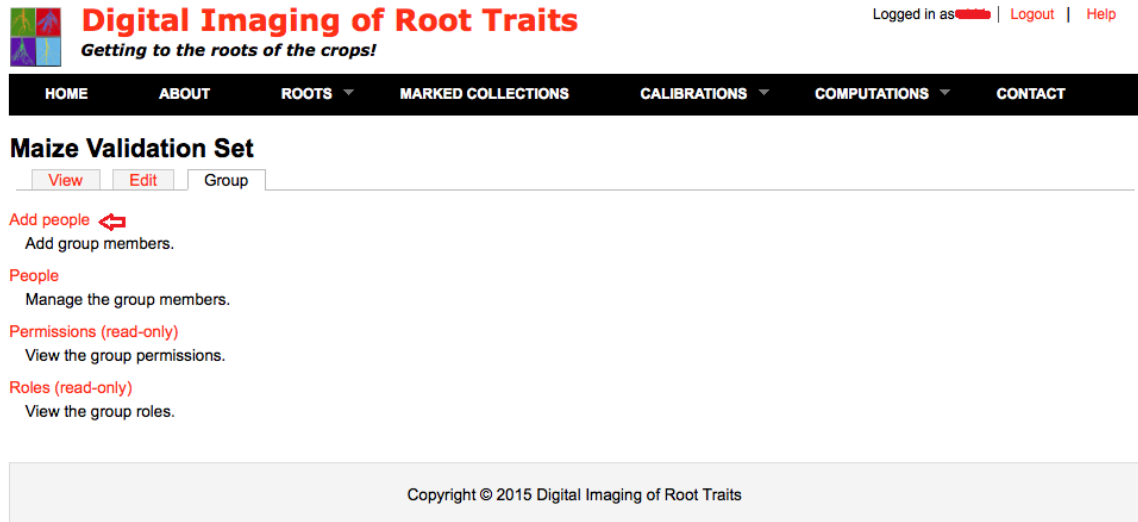 Digital Imaging of Root Traits
Getting to the roots of the crops!
Logged in as | Logout | Help
HOME ABOUT ROOTS MARKED COLLECTIONS CALIBRATIONS COMPUTATIONS CONTACT
Maize Validation Set
View Edit Group
Add people
Add group members.
People
Manage the group members.
Permissions (read-only)
View the group permissions.
Roles (read-only)
View the group roles.
Copyright © 2015 Digital Imaging of Root Traits